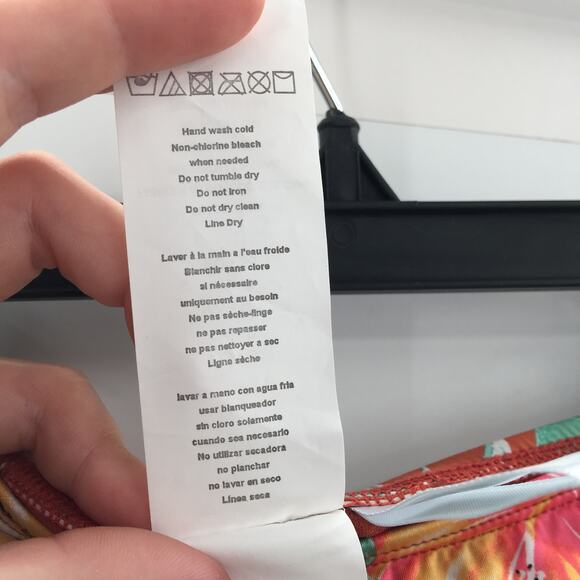 Hand wash cold
Non-chlorine bleach
when needed
Do not tumble dry
Do not Iron
Do not dry clean
Line Dry
Laver à la main a l'eau froide
Blanchir sans clore
si nécessaire
uniquement au besoin
Ne pas sèche-linge
ne pas repasser
ne pas nettoyer a sec
Ligne sèche
lavar a mano con agua fria
usar blanqueador
sin cloro solamente
cuando sea necesario
No utilizar secadora
no planchar
no lavar en seco
Línea seca